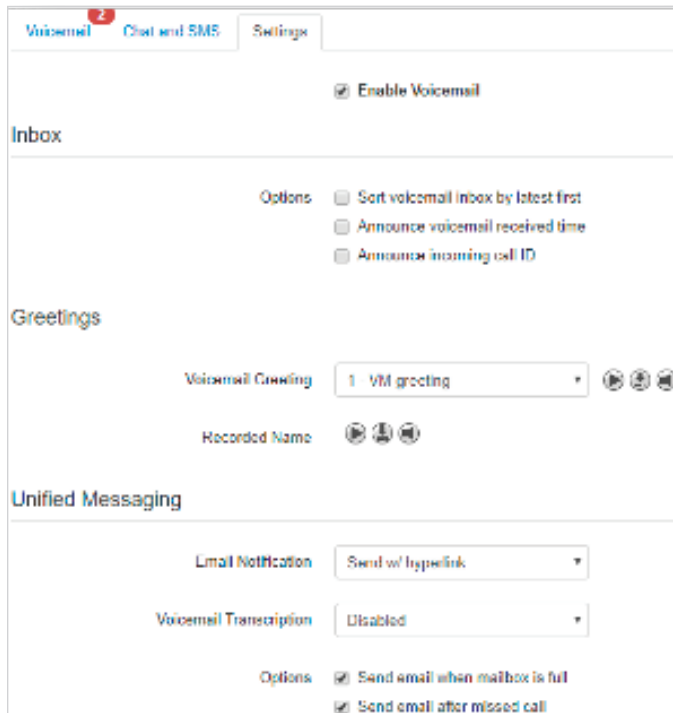 2
Voicemail Chat and SMS Settings
Enable Voicemail
Inbox
Options Sort voicemail inbox by latest first
Announce voicemail received time
Announce incoming call ID
Greetings
Voicemail Greeting 1 VM greeting
Recorded Name
Unified Messaging
Email Notification Send w/ hyperlink
Voicemail Transcription Disabled
Options Send email when mailbox is full
Send email after missed call